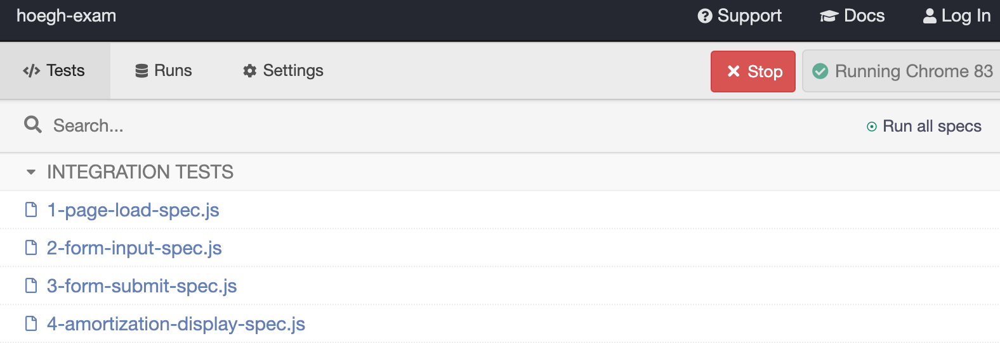 hoegh-exam Support Docs Log In
Tests Runs Settings Stop Running Chrome 83
Search... Run all specs
INTEGRATION TESTS
1-page-load-spec.js
2-form-input-spec.js
3-form-submit-spec.js
4-amortization-display-spec.js